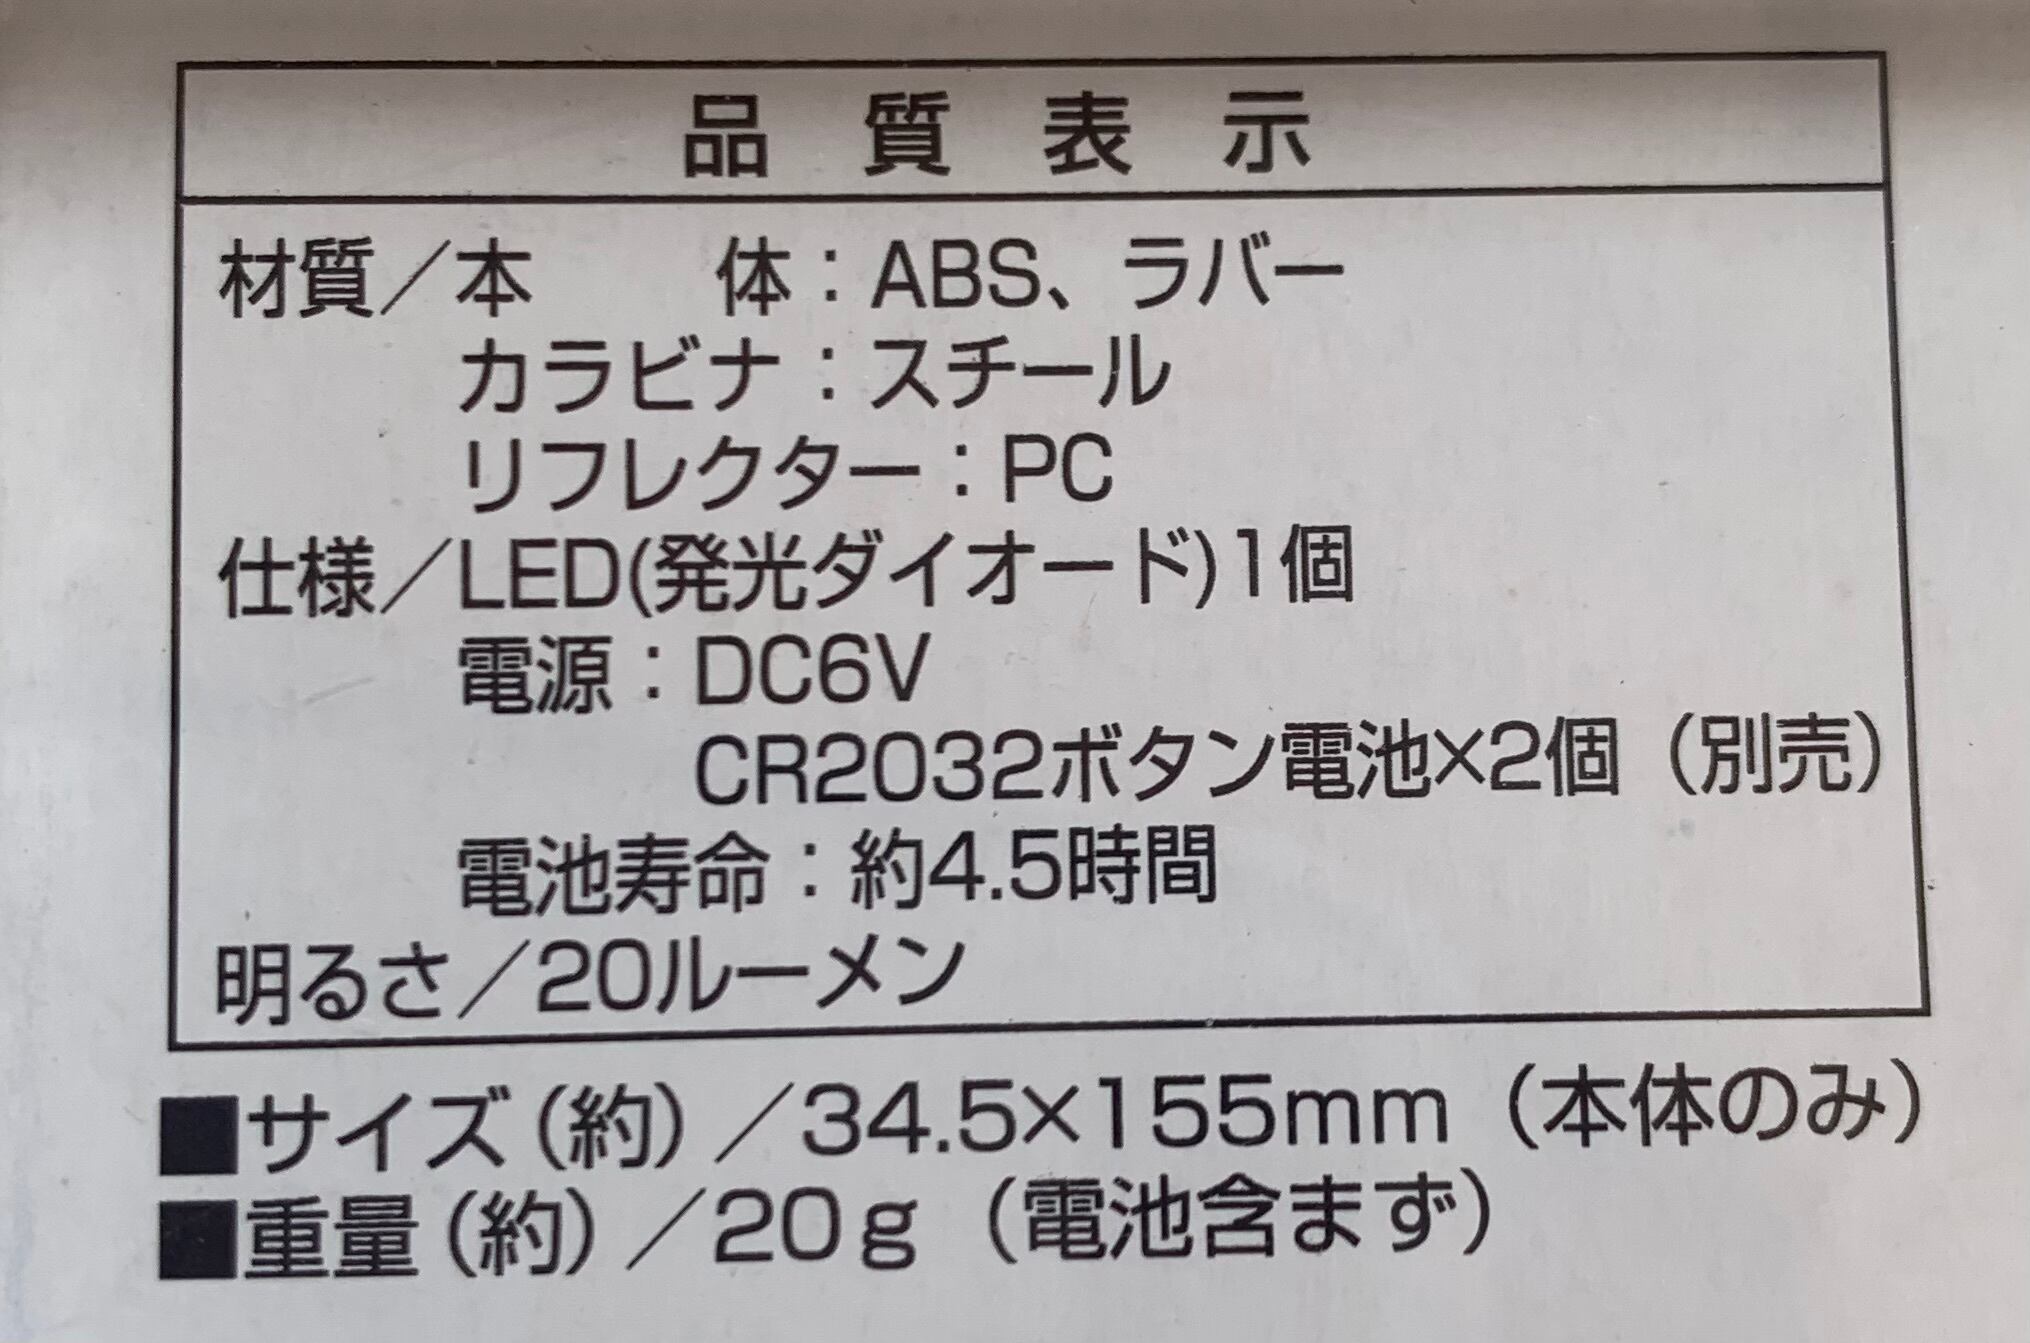 品質表示
材質／本　体：ABS、ラバー
カラビナ：スチール
リフレクター：PC
仕様／LED(発光ダイオード)1個
電源：DC6V
CR2032ボタン電池×2個（別売）
電池寿命：約4.5時間
明るさ／20ルーメン
■サイズ（約）／34.5×155mm（本体のみ）
■重量（約）／20g（電池含まず）